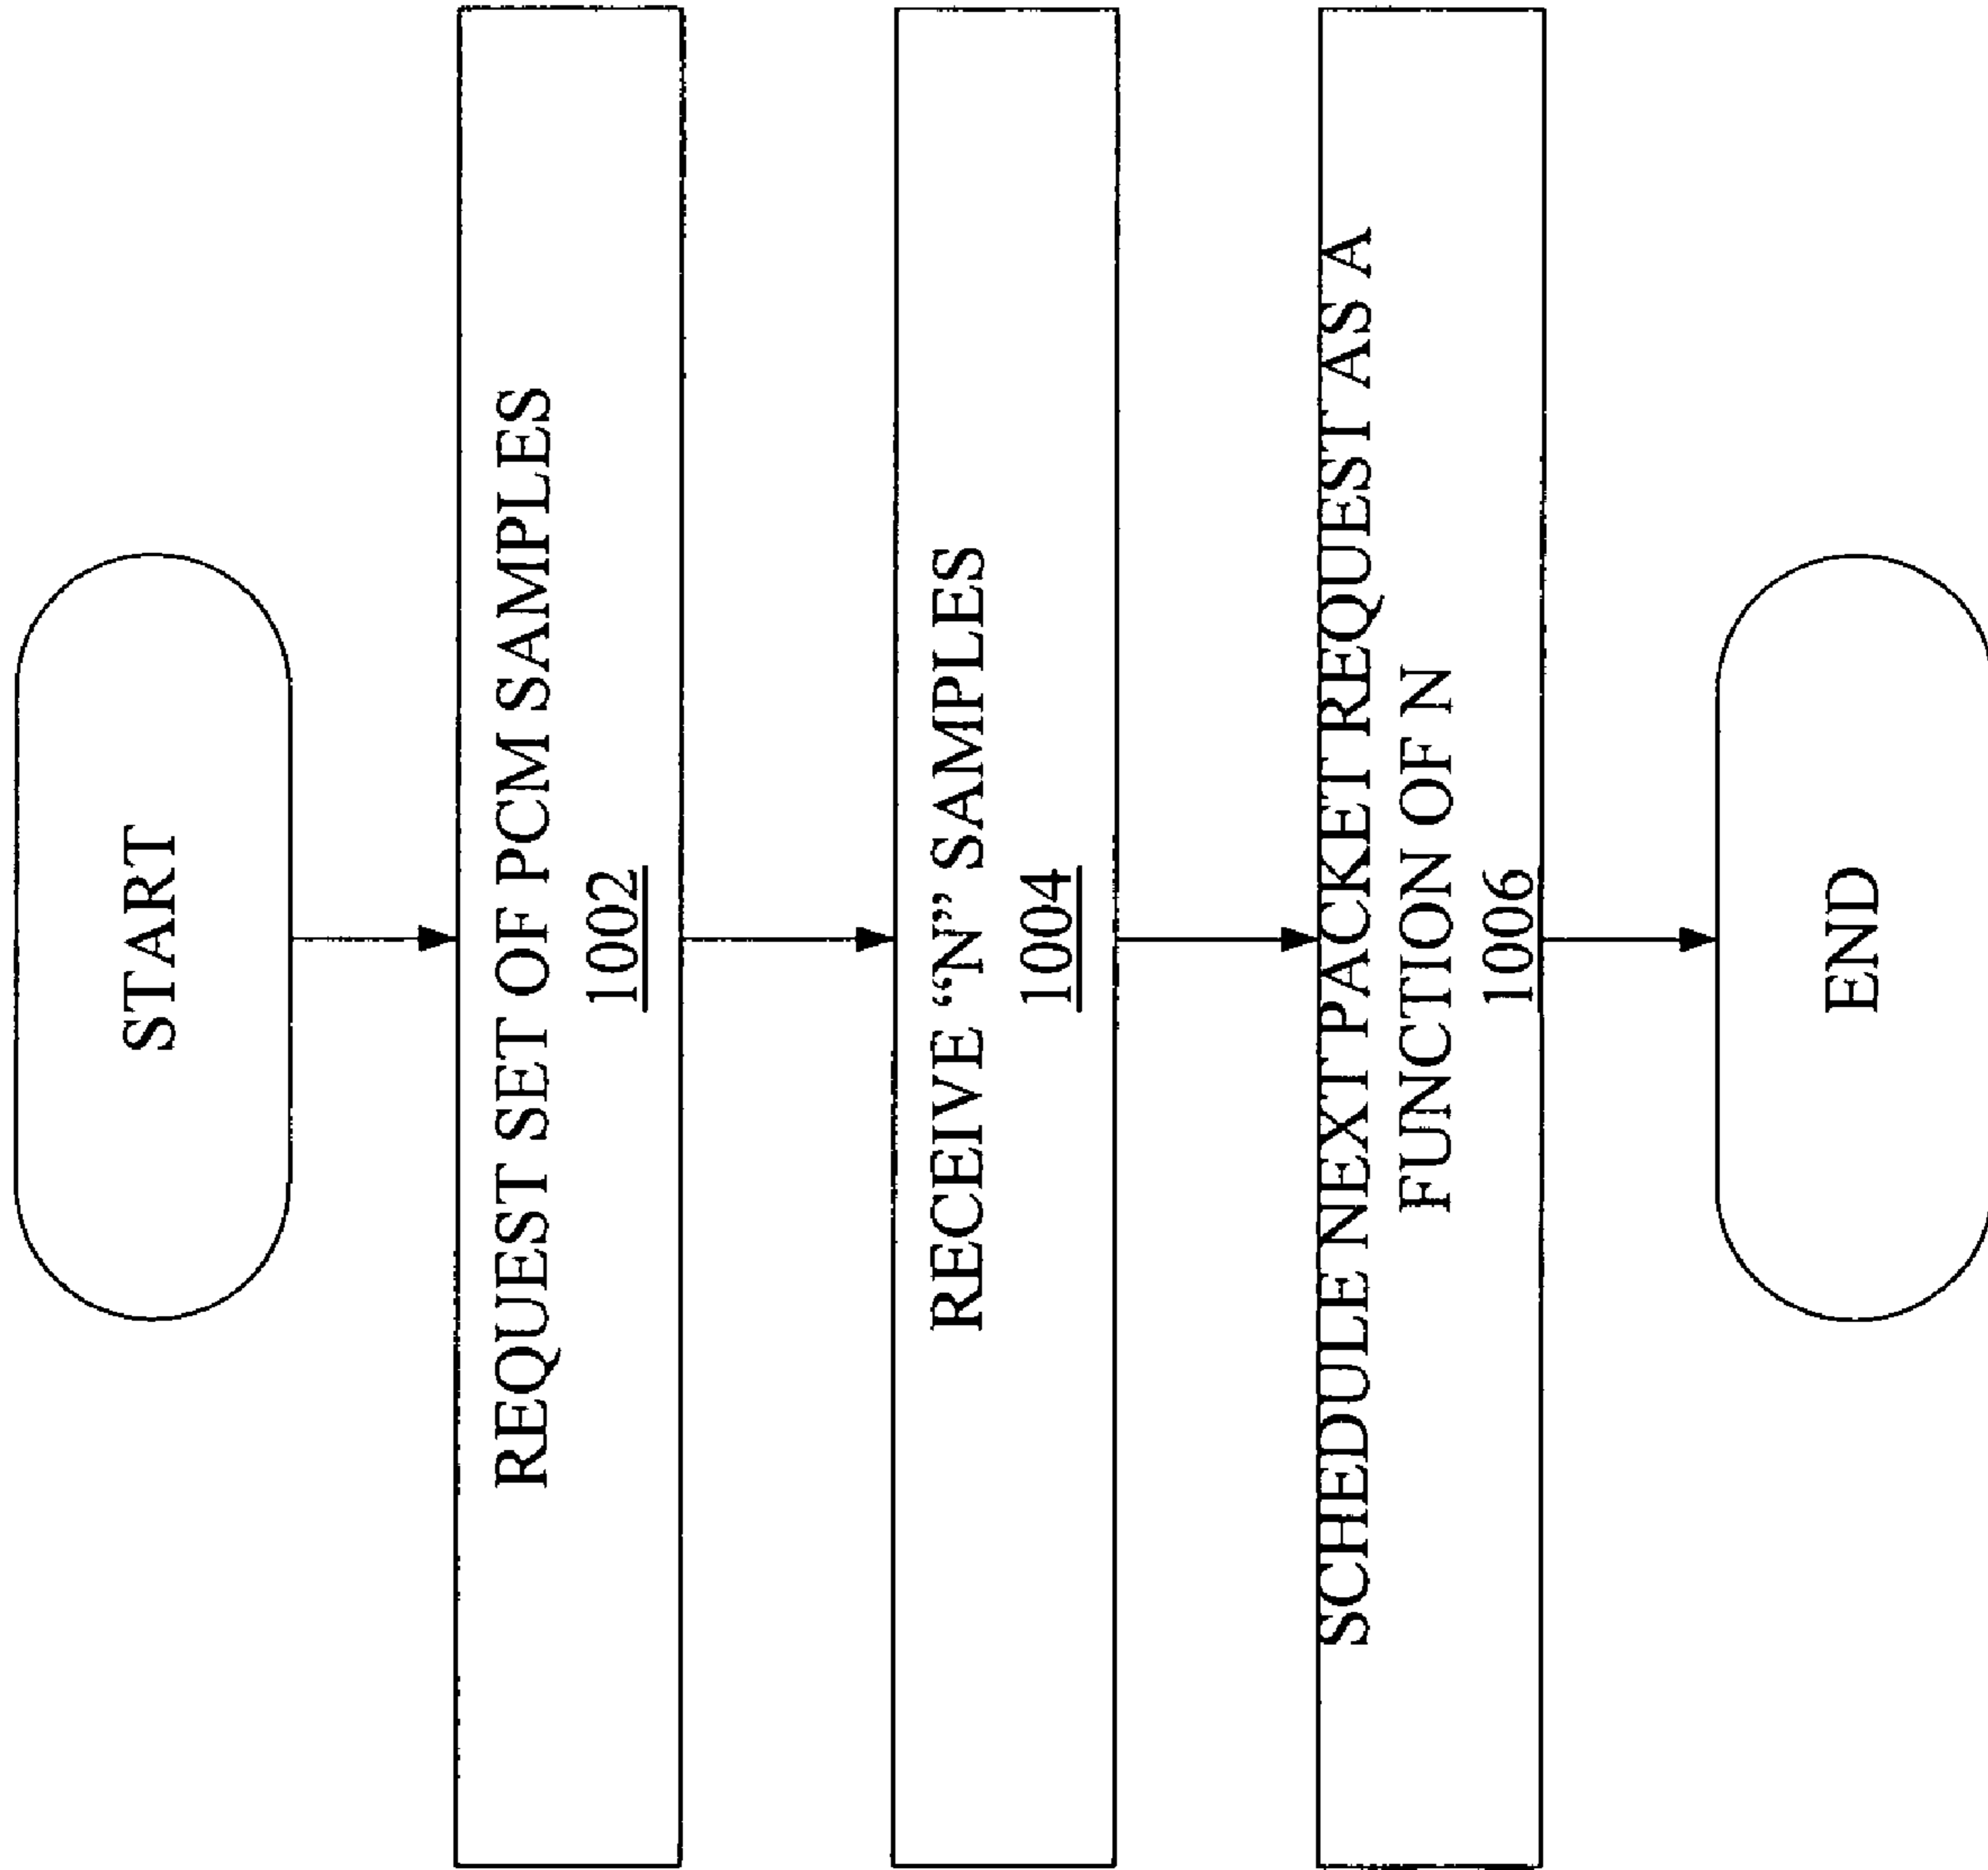 START
REQUEST SET OF PCM SAMPLES
1002
RECEIVE “N” SAMPLES
1004
SCHEDULE NEXT PACKET REQUEST AS A
FUNCTION OF N
1006
END